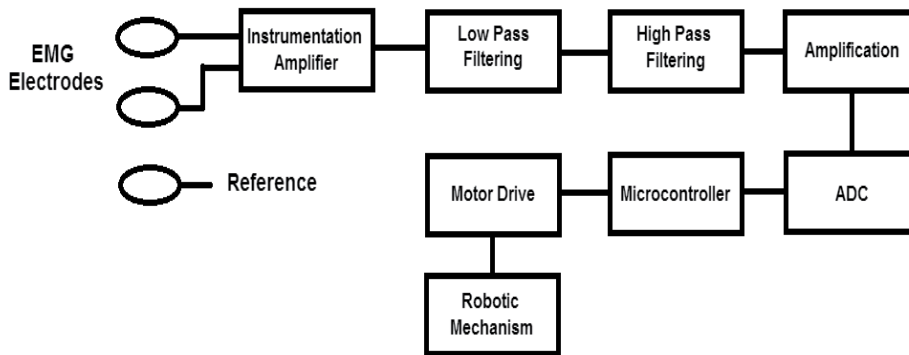 EMG
Electrodes
Instrumentation
Amplifier
Low Pass
Filtering
High Pass
Filtering
Amplification
Reference
Motor Drive
Microcontroller
ADC
Robotic
Mechanism